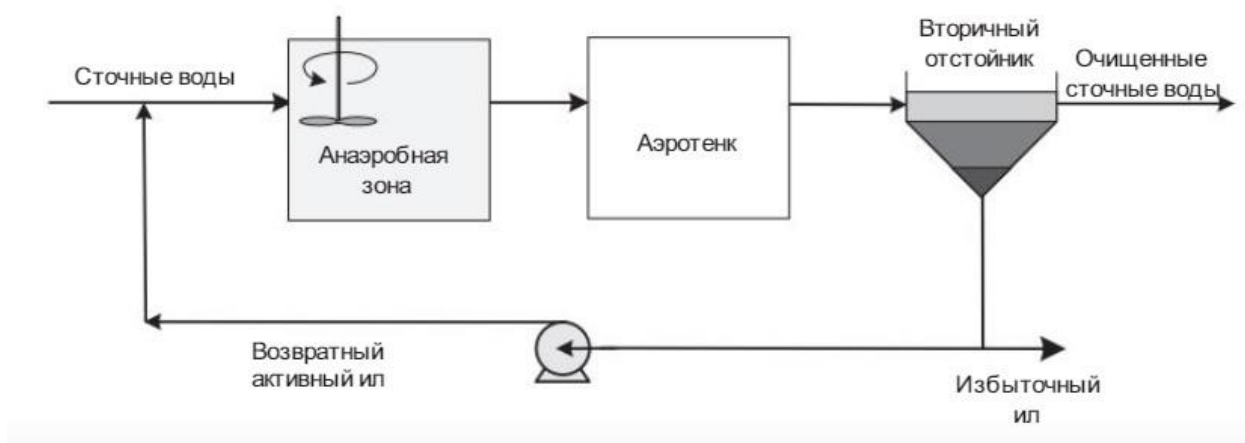 Сточные воды
Анаэробная
зона
Аэротенк
Вторичный
отстойник
Очищенные
сточные воды
Возвратный
активный ил
Избыточный
ил